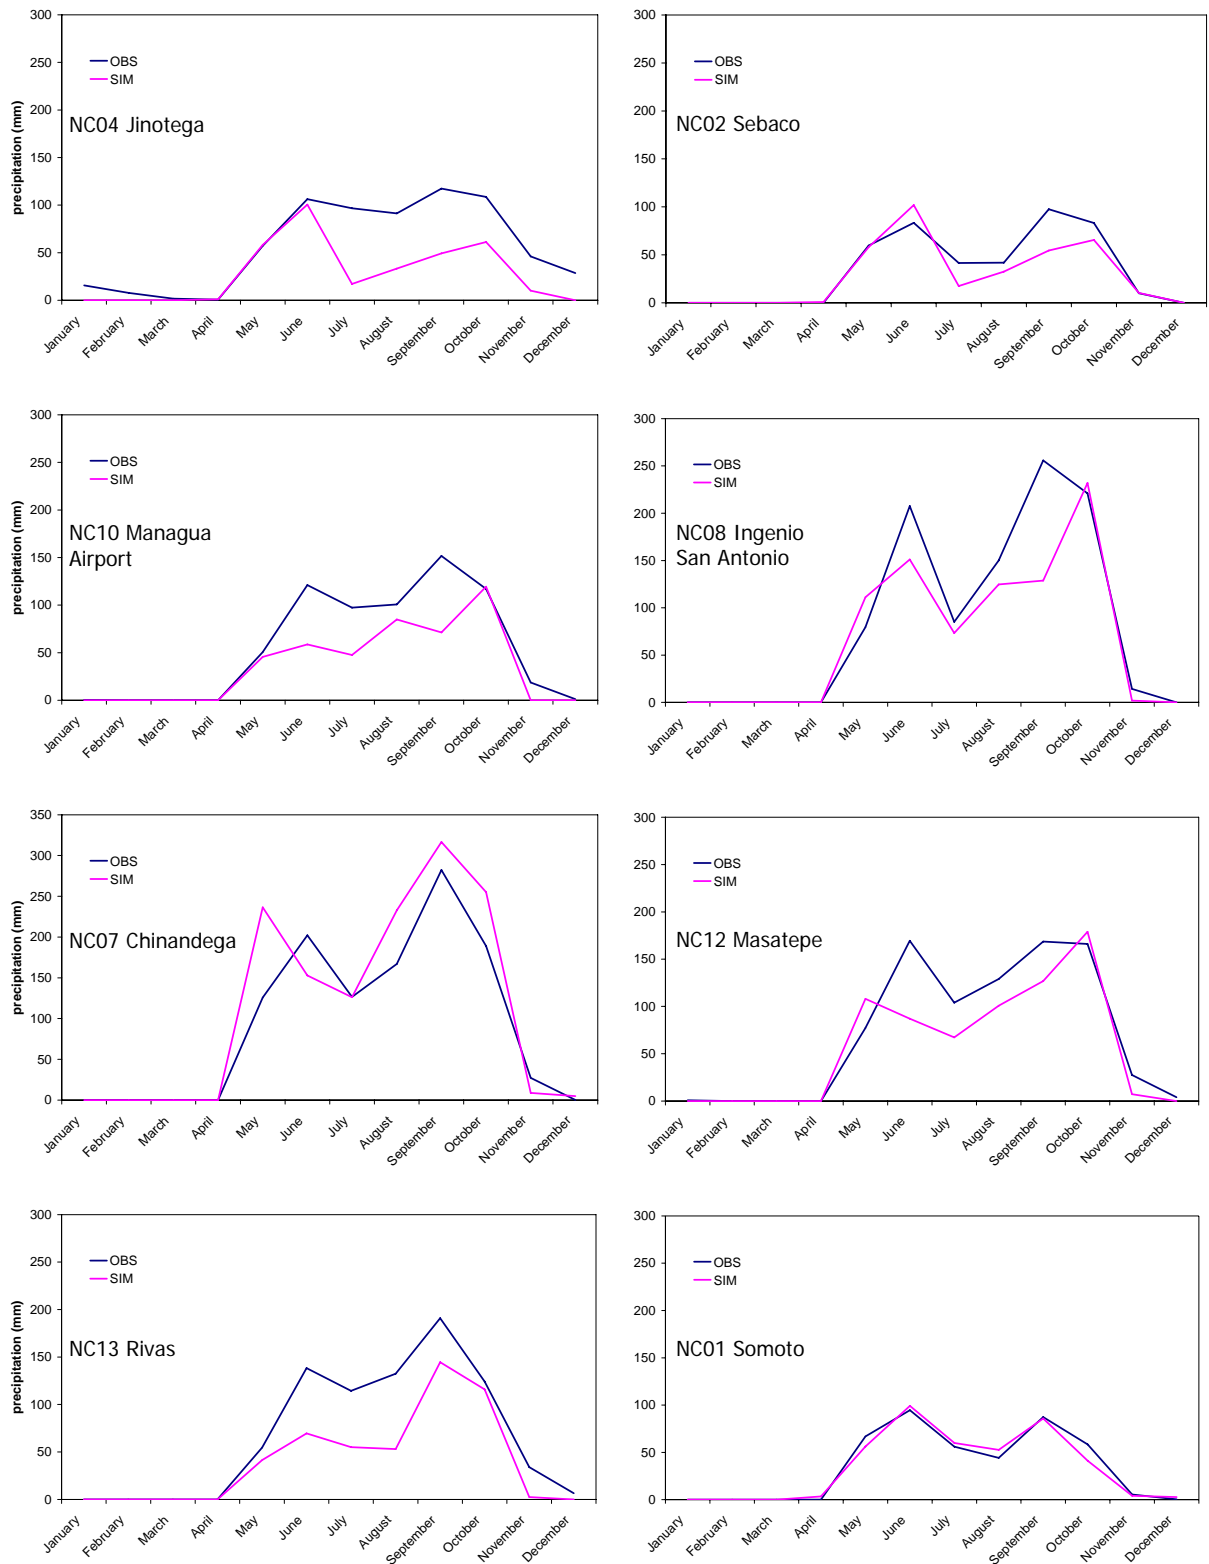 300
250
200
150
100
50
0
precipitation (mm)
OBS
SIM
NC04 Jinotega
January
February
March
April
May
June
July
August
September
October
November
December
300
250
200
150
100
50
0
OBS
SIM
NC02 Sebaco
January
February
March
April
May
June
July
August
September
October
November
December
300
250
200
150
100
50
0
precipitation (mm)
OBS
SIM
NC10 Managua
Airport
January
February
March
April
May
June
July
August
September
October
November
December
300
250
200
150
100
50
0
OBS
SIM
NC08 Ingenio
San Antonio
January
February
March
April
May
June
July
August
September
October
November
December
350
300
250
200
150
100
50
0
precipitation (mm)
OBS
SIM
NC07 Chinandega
January
February
March
April
May
June
July
August
September
October
November
December
300
250
200
150
100
50
0
OBS
SIM
NC12 Masatepe
January
February
March
April
May
June
July
August
September
October
November
December
300
250
200
150
100
50
0
precipitation (mm)
OBS
SIM
NC13 Rivas
January
February
March
April
May
June
July
August
September
October
November
December
300
250
200
150
100
50
0
OBS
SIM
NC01 Somoto
January
February
March
April
May
June
July
August
September
October
November
December